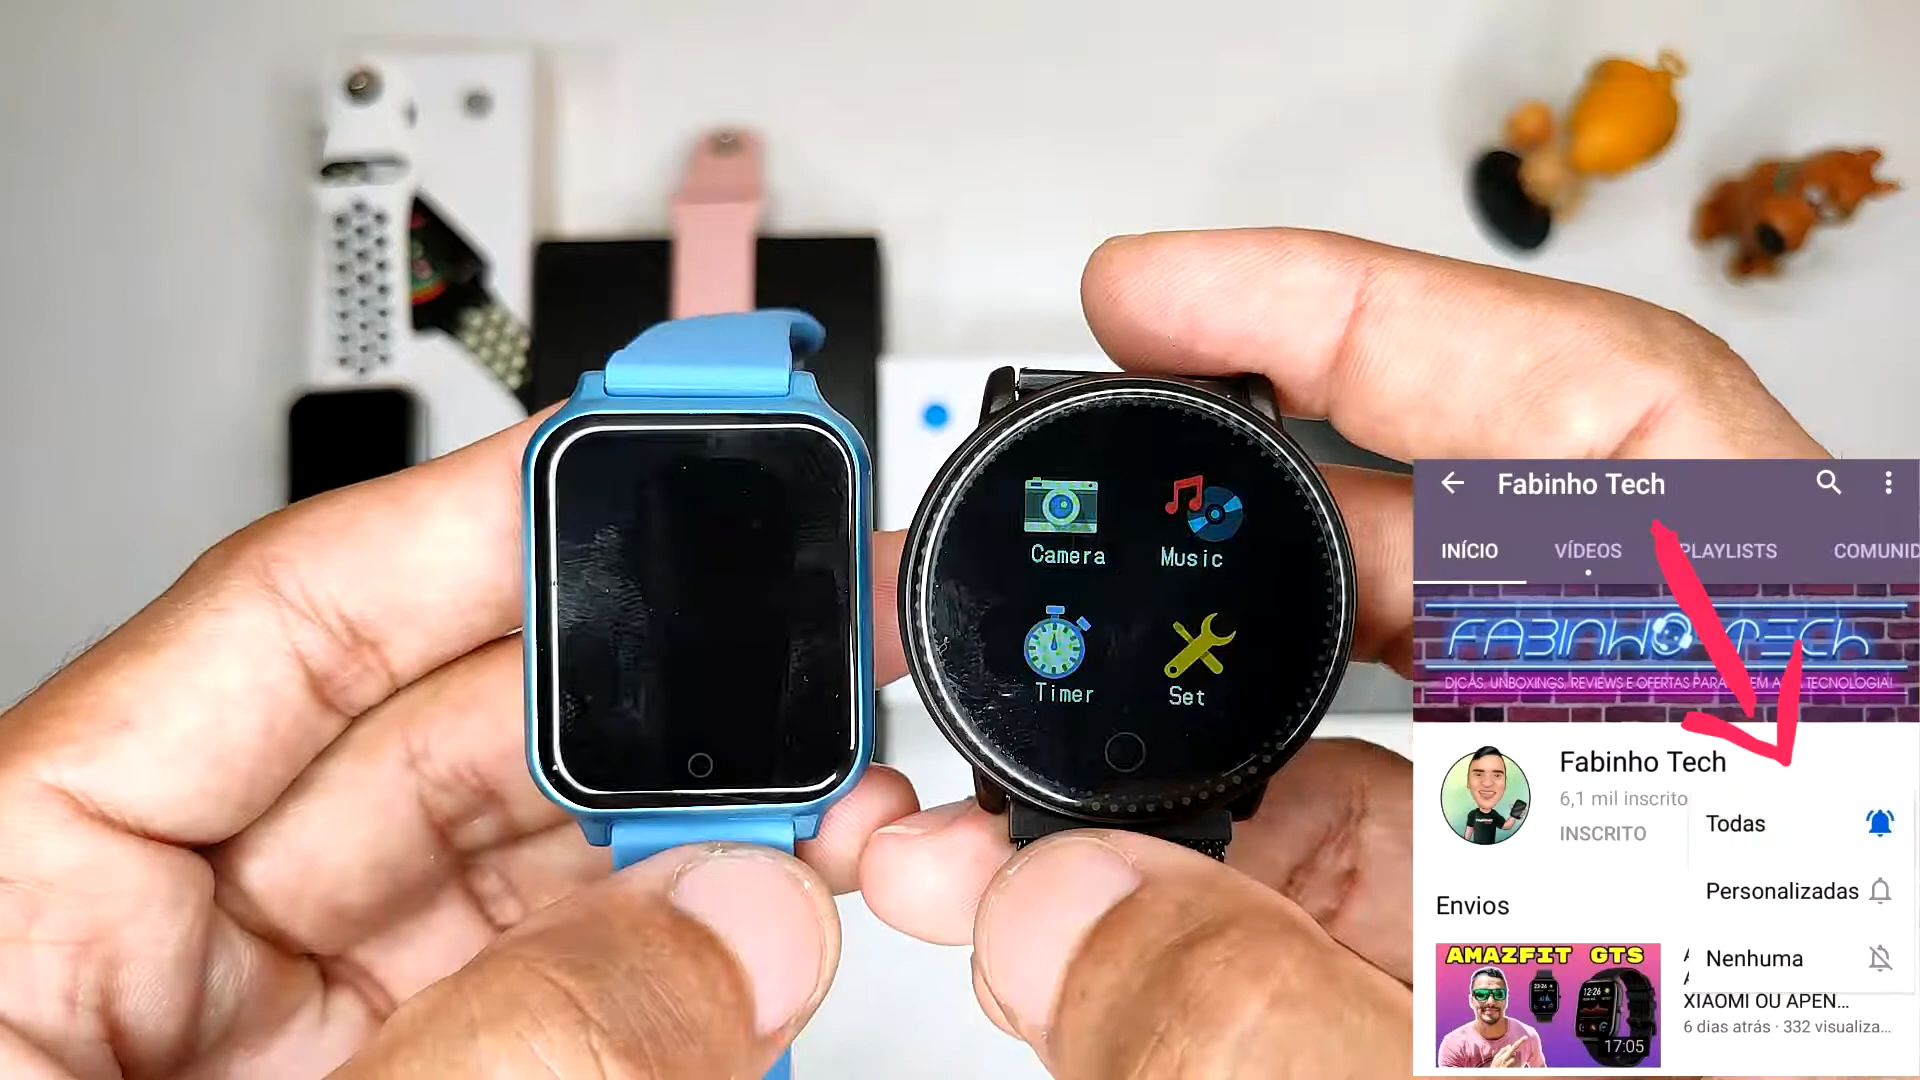 Camera
Music
Timer
Set
Fabinho Tech
INÍCIO
VÍDEOS
PLAYLISTS
COMUNID
FABINHO TECH
DICAS, UNBOXINGS, REVIEWS E OFERTAS PARA
TECNOLOGIA!
Fabinho Tech
6,1 mil inscrito
INSCRITO
Todas
Personalizadas
Nenhuma
Envios
AMAZFIT GTS
17:05
XIAOMI OU APEN...
6 dias atrás · 332 visualiza...